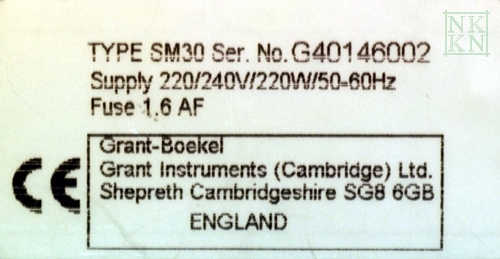 NK
KN
TYPE SM30 Ser. No.G40146002
Supply 220/240V/220W//50-60Hz
Fuse 1.6 AF
Grant-Boekel
Grant Instruments (Cambridge) Ltd.
Shepreth Cambridgeshire SG8 6GB
CE
ENGLAND